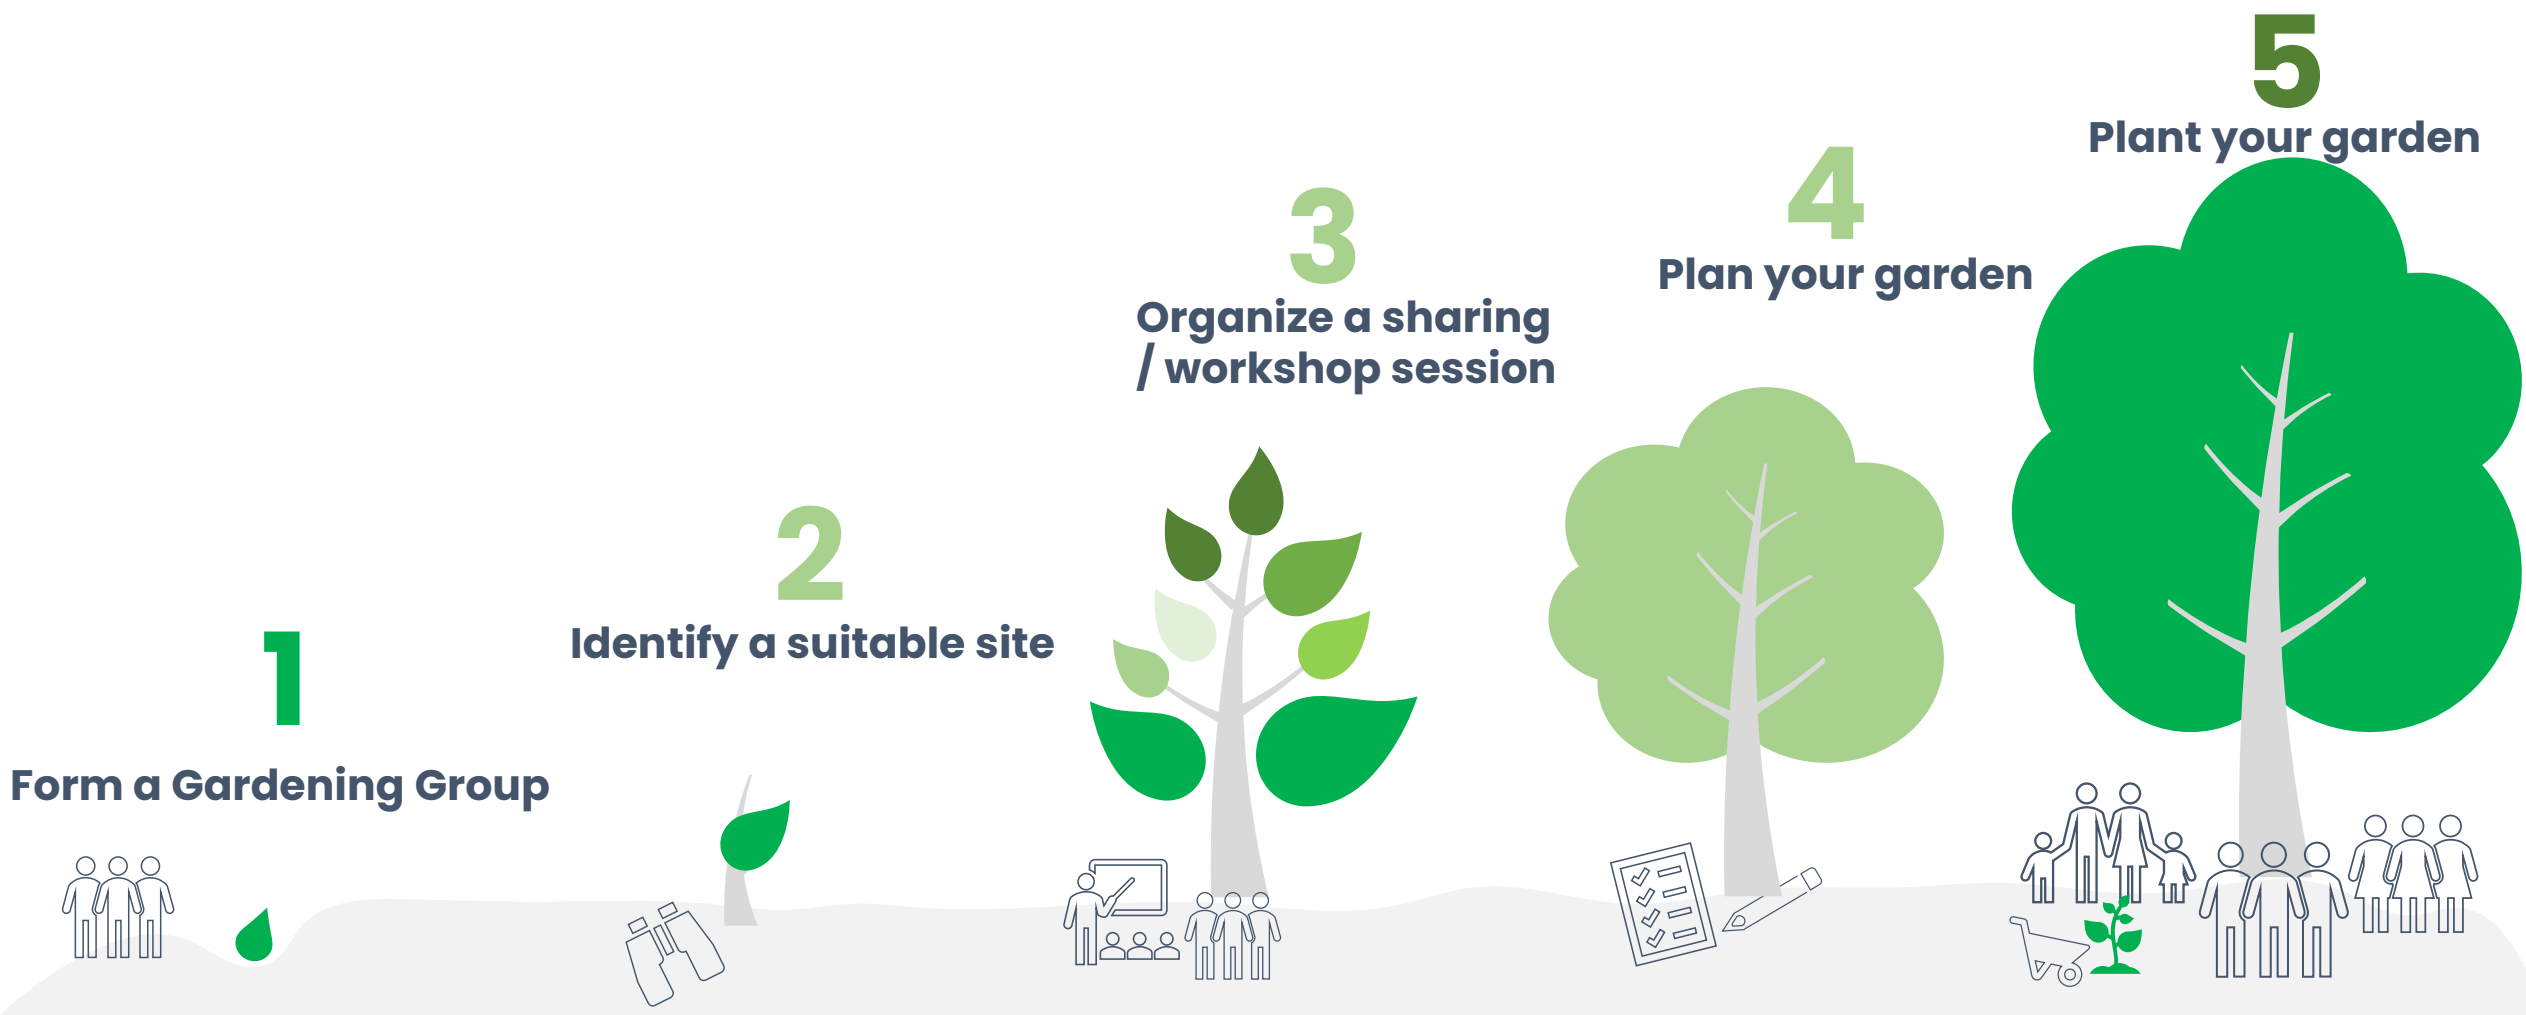 1
Form a Gardening Group
2
Identify a suitable site
3
Organize a sharing
/ workshop session
4
Plan your garden
5
Plant your garden